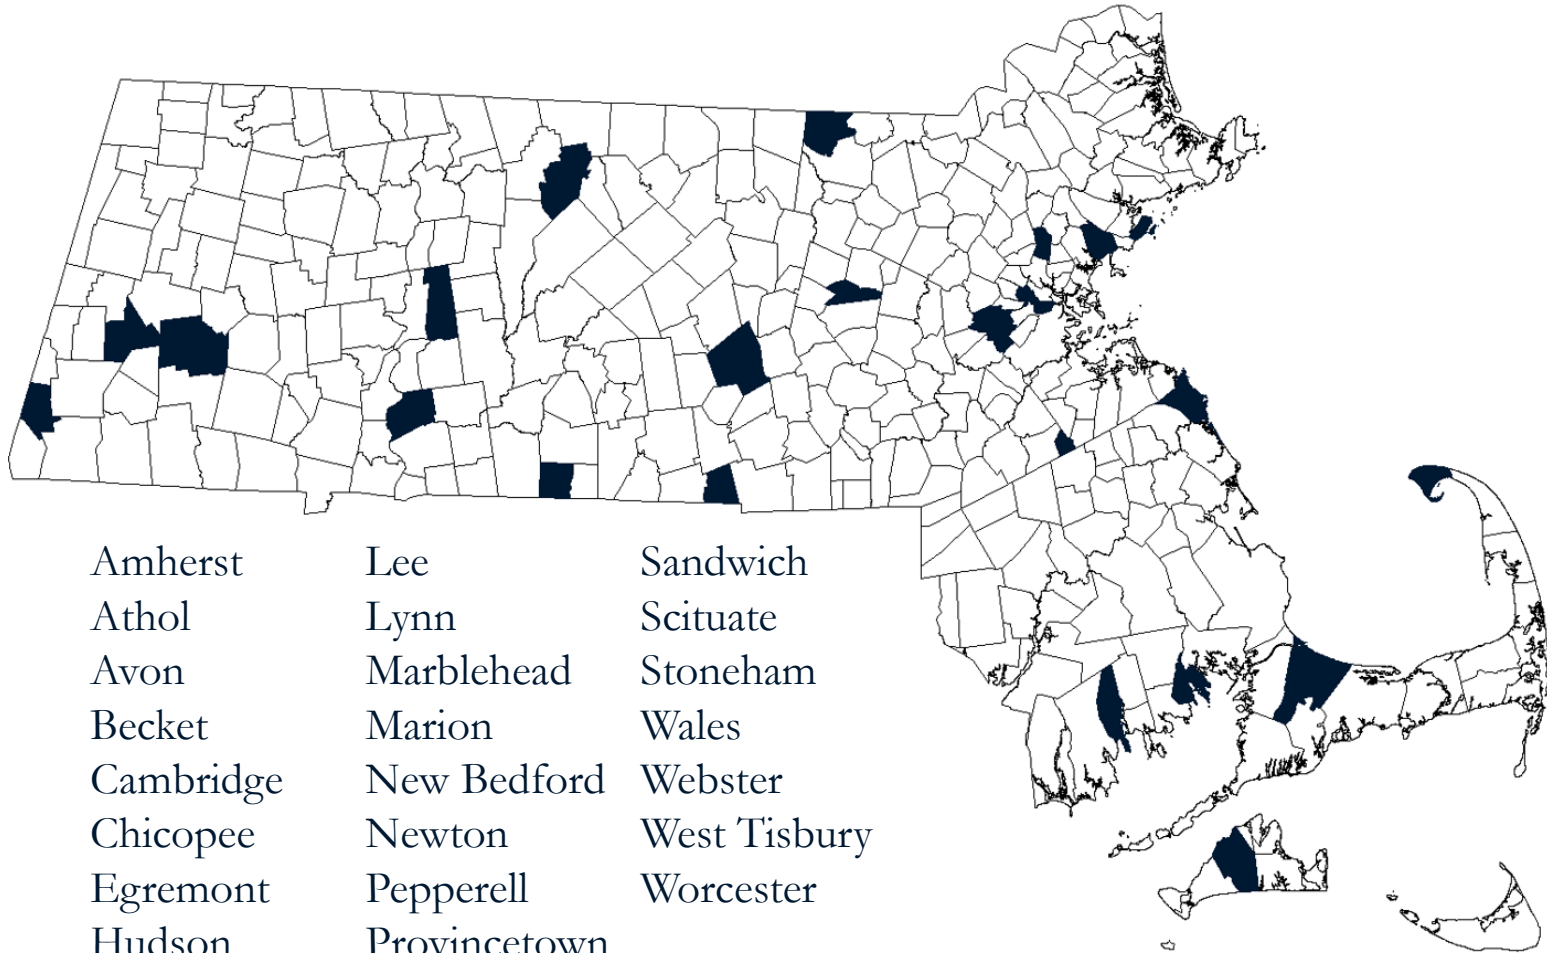 Amherst
Athol
Avon
Becket
Cambridge
Chicopee
Egremont
Hudson
Lee
Lynn
Marblehead
Marion
New Bedford
Newton
Pepperell
Provincetown
Sandwich
Scituate
Stoneham
Wales
Webster
West Tisbury
Worcester